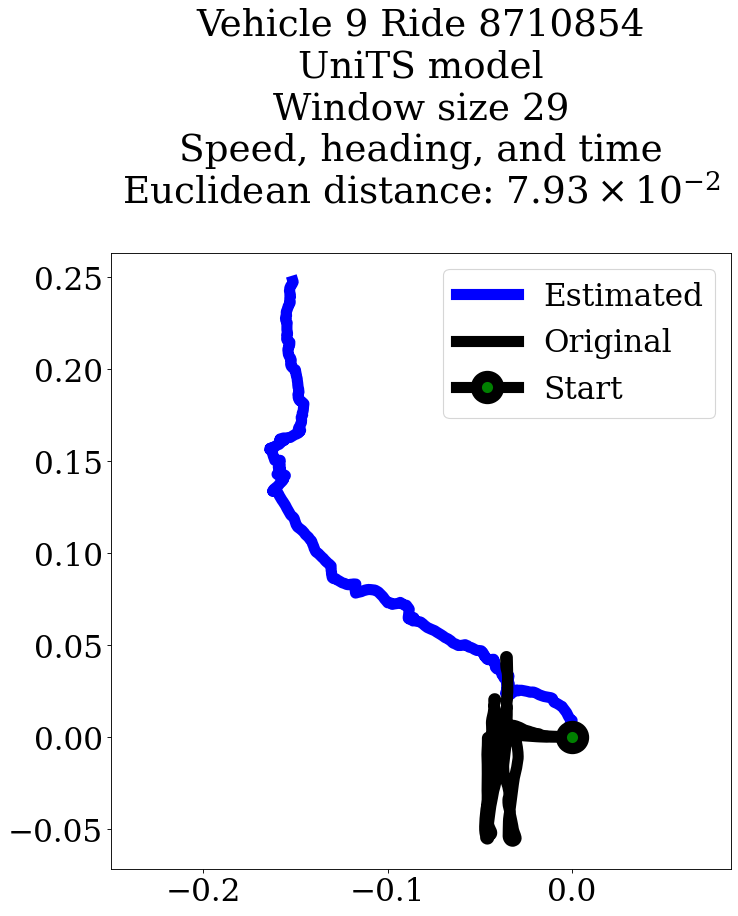 Vehicle 9 Ride 8710854
UniTS model
Window size 29
Speed, heading, and time
Euclidean distance: 7.93 × 10⁻²
Estimated
Original
Start
0.25
0.20
0.15
0.10
0.05
0.00
−0.05
−0.2
−0.1
0.0